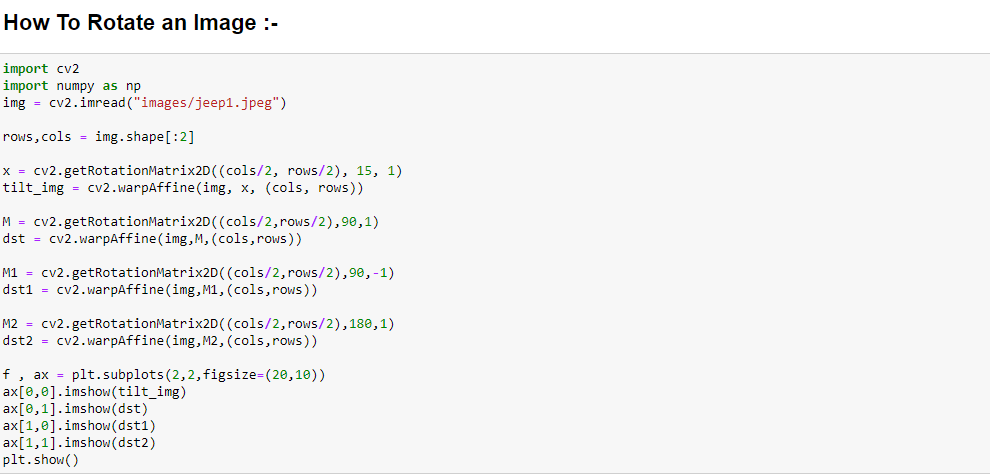 How To Rotate an Image :-
import cv2
import numpy as np
img = cv2.imread("images/jeep1.jpeg")
rows,cols = img.shape[:2]
x = cv2.getRotationMatrix2D((cols/2, rows/2), 15, 1)
tilt_img = cv2.warpAffine(img, x, (cols, rows))
M = cv2.getRotationMatrix2D((cols/2,rows/2),90,1)
dst = cv2.warpAffine(img,M,(cols,rows))
M1 = cv2.getRotationMatrix2D((cols/2,rows/2),90,-1)
dst1 = cv2.warpAffine(img,M1,(cols,rows))
M2 = cv2.getRotationMatrix2D((cols/2,rows/2),180,1)
dst2 = cv2.warpAffine(img,M2,(cols,rows))
f , ax = plt.subplots(2,2,figsize=(20,10))
ax[0,0].imshow(tilt_img)
ax[0,1].imshow(dst)
ax[1,0].imshow(dst1)
ax[1,1].imshow(dst2)
plt.show()